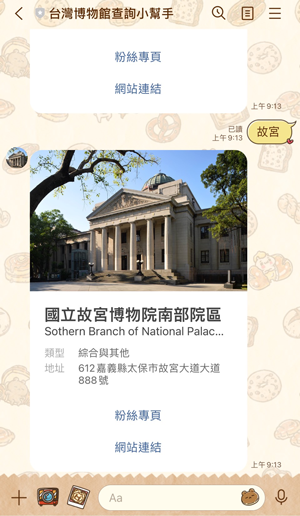 台灣博物館查詢小幫手
粉絲專頁
網站連結
上午 9:13
已讀
上午 9:13
故宮
國立故宮博物院南部院區
Sothern Branch of National Palac...
類型 綜合與其他
地址 612嘉義縣太保市故宮大道大道
888號
粉絲專頁
網站連結
上午 9:13
Aa